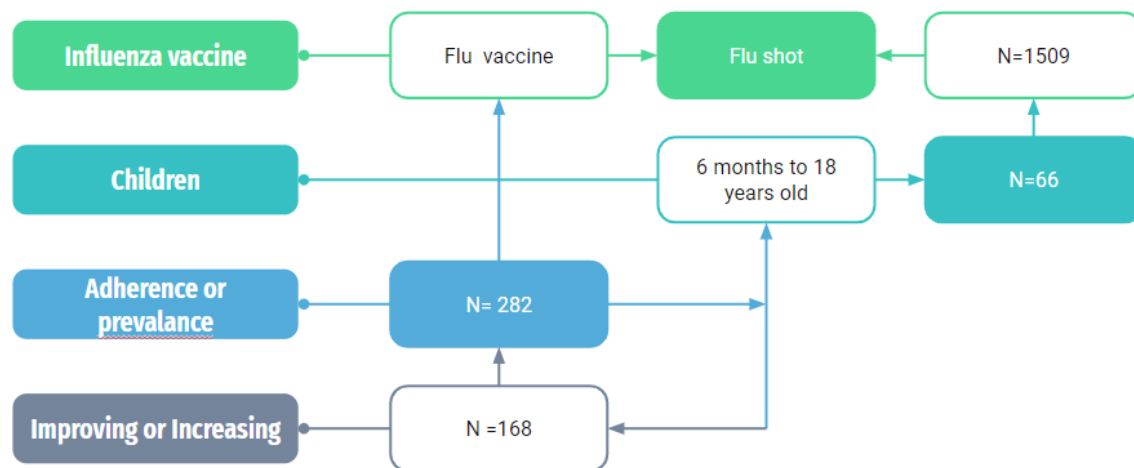 Influenza vaccine
Flu vaccine
Flu shot
N=1509
Children
6 months to 18
years old
N=66
Adherence or
prevalance
N= 282
Improving or Increasing
N =168